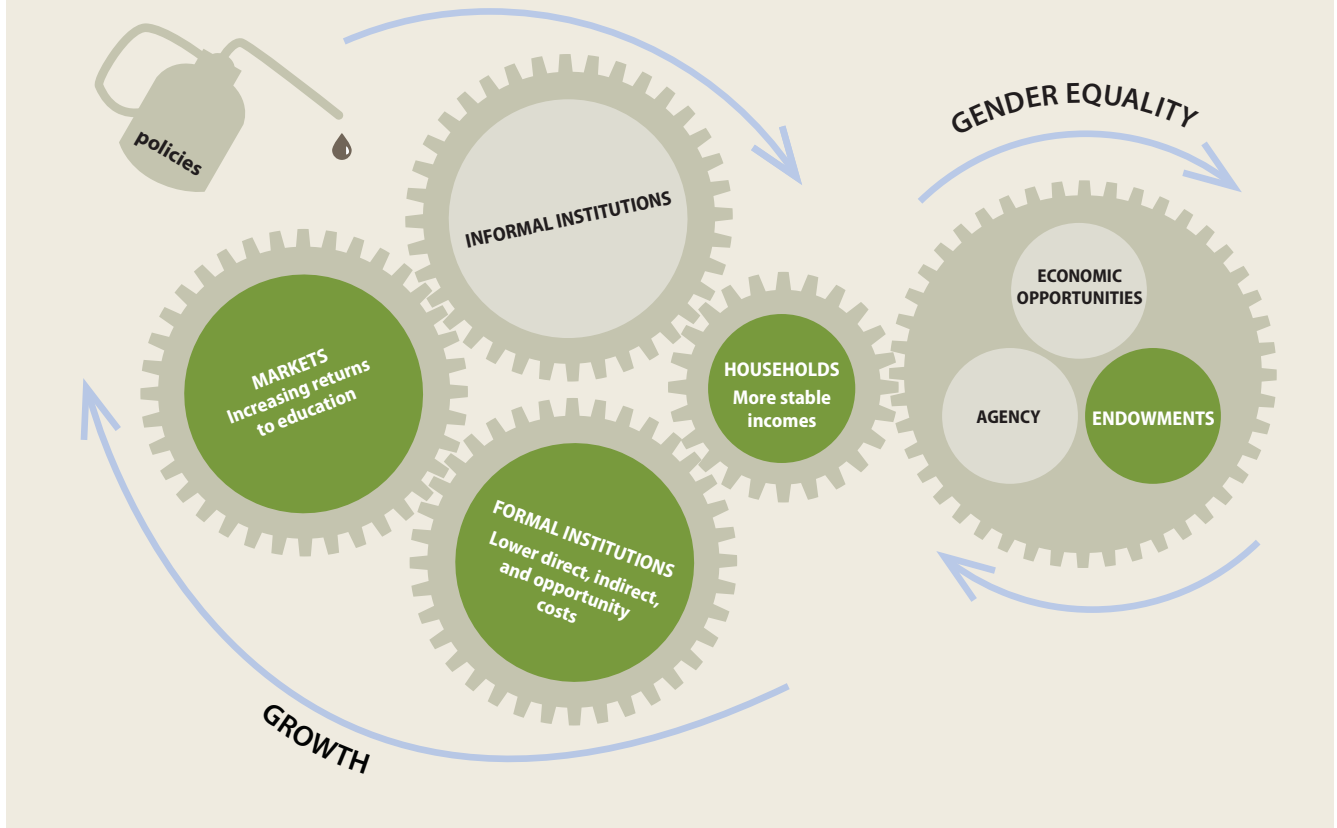 policies
INFORMAL INSTITUTIONS
GENDER EQUALITY
MARKETS
Increasing returns
to education
FORMAL INSTITUTIONS
Lower direct, indirect,
and opportunity
costs
HOUSEHOLDS
More stable
incomes
ECONOMIC
OPPORTUNITIES
AGENCY
ENDOWMENTS
GROWTH